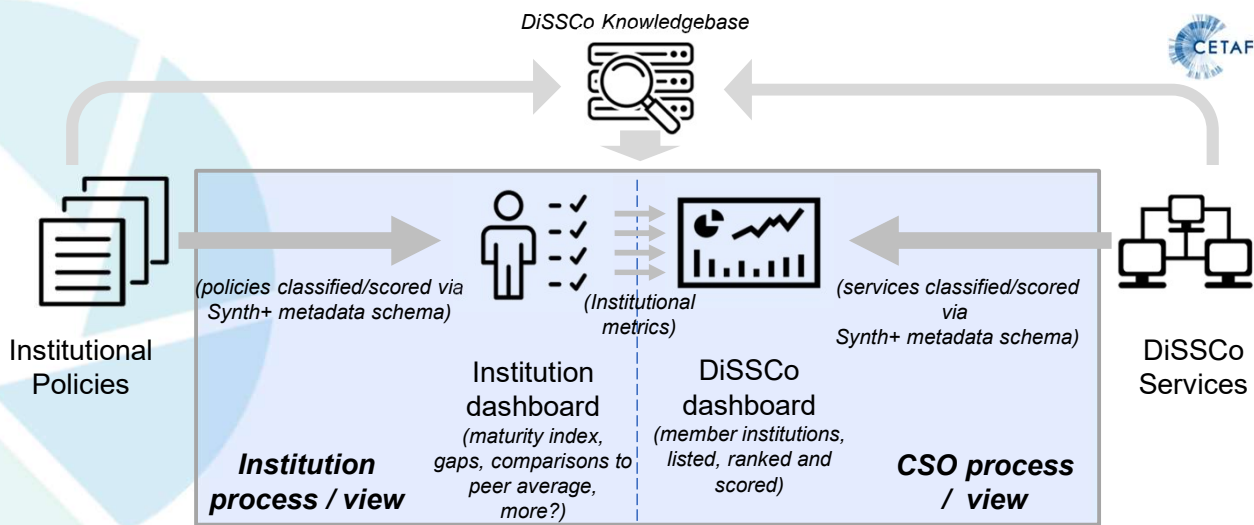 DiSSCo Knowledgebase
CETAF
(policies classified/scored via
Synth+ metadata schema)
(Institutional
metrics)
(services classified/scored
via
Synth+ metadata schema)
Institutional
Policies
DiSSCo
Services
Institution
dashboard
(maturity index,
gaps, comparisons to
peer average,
more?)
DiSSCo
dashboard
(member institutions,
listed, ranked and
scored)
Institution
process / view
CSO process
/ view